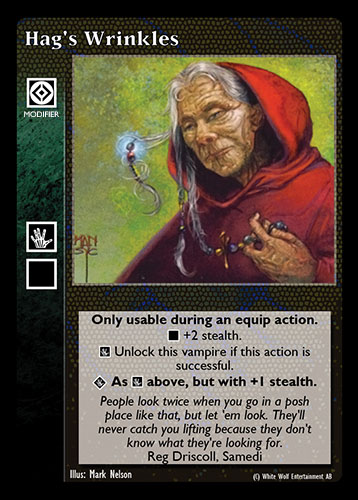 Hag's Wrinkles
MODIFIER
Only usable during an equip action.
+2 stealth.
Unlock this vampire if this action is
successful.
As above, but with +1 stealth.
People look twice when you go in a posh
place like that, but let 'em look. They'll
never catch you lifting because they don't
know what they're looking for.
Reg Driscoll, Samedi
Illus: Mark Nelson
(C) White Wolf Entertainment AB